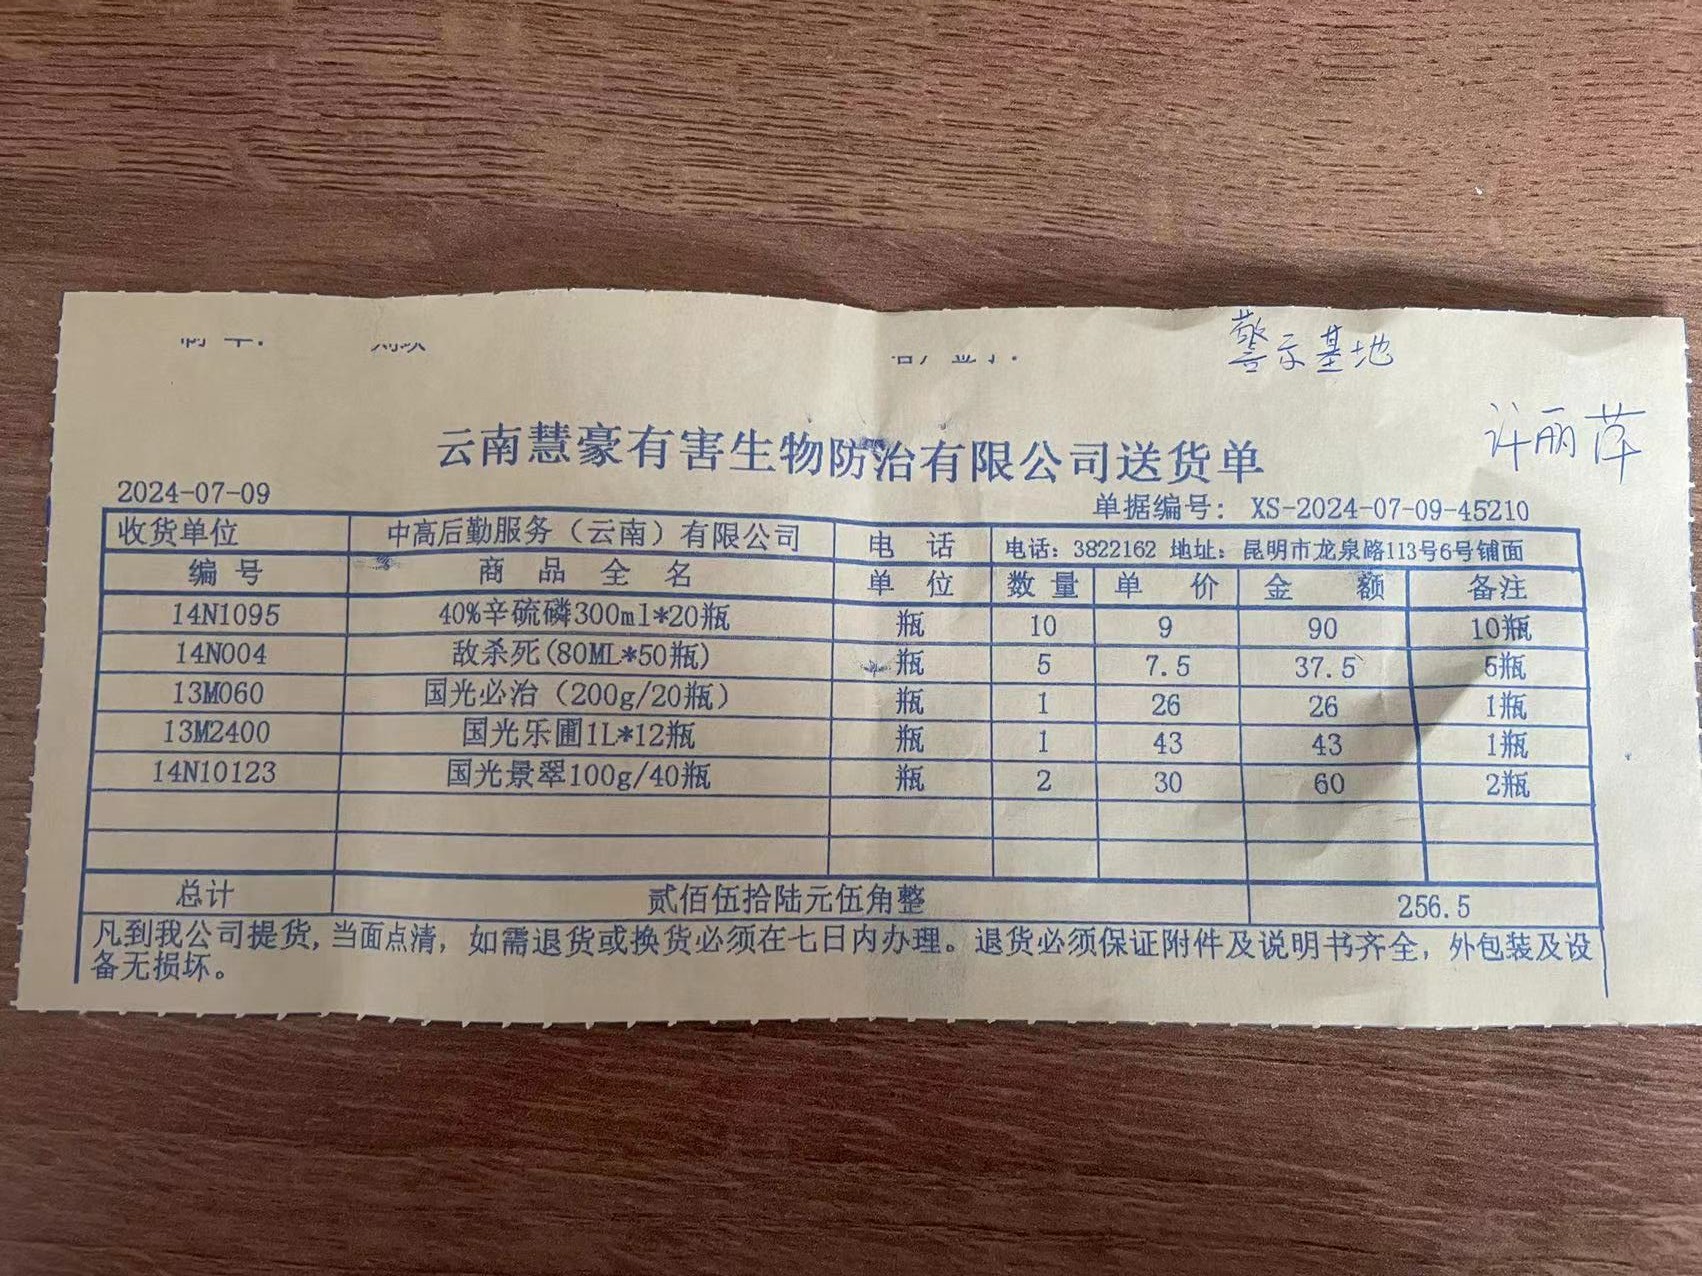 警示基地
许丽萍
云南慧豪有害生物防治有限公司送货单
2024-07-09 单据编号： XS-2024-07-09-45210
收货单位 中高后勤服务（云南）有限公司 电 话 电话：3822162 地址：昆明市龙泉路113号6号铺面
编 号 商 品 全 名 单 位 数 量 单 价 金 额 备注
14N1095 40%辛硫磷300ml*20瓶 瓶 10 9 90 10瓶
14N004 敌杀死(80ML*50瓶) 瓶 5 7.5 37.5 5瓶
13M060 国光必治（200g/20瓶） 瓶 1 26 26 1瓶
13M2400 国光乐圃1L*12瓶 瓶 1 43 43 1瓶
14N10123 国光景翠100g/40瓶 瓶 2 30 60 2瓶
总计 贰佰伍拾陆元伍角整 256.5
凡到我公司提货，当面点清，如需退货或换货必须在七日内办理。退货必须保证附件及说明书齐全，外包装及设
备无损坏。